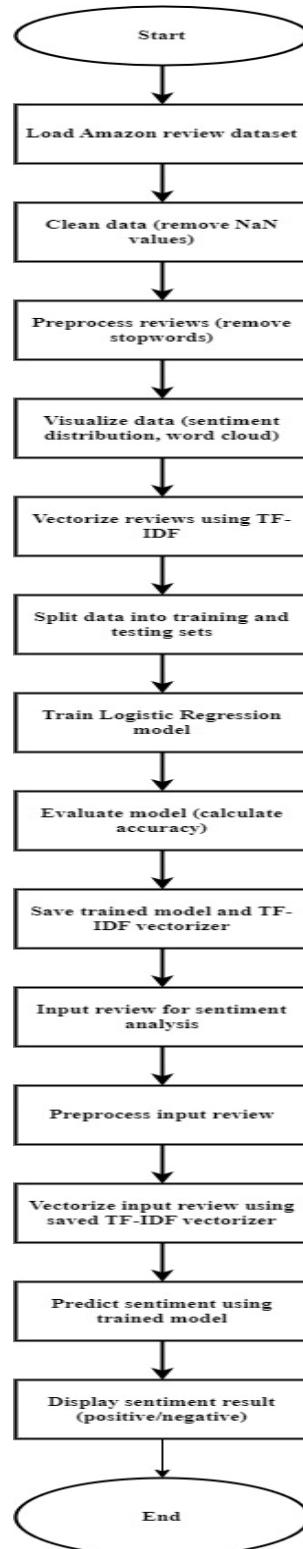 Start
Load Amazon review dataset
Clean data (remove NaN
values)
Preprocess reviews (remove
stopwords)
Visualize data (sentiment
distribution, word cloud)
Vectorize reviews using TF-
IDF
Split data into training and
testing sets
Train Logistic Regression
model
Evaluate model (calculate
accuracy)
Save trained model and TF-
IDF vectorizer
Input review for sentiment
analysis
Preprocess input review
Vectorize input review using
saved TF-IDF vectorizer
Predict sentiment using
trained model
Display sentiment result
(positive/negative)
End